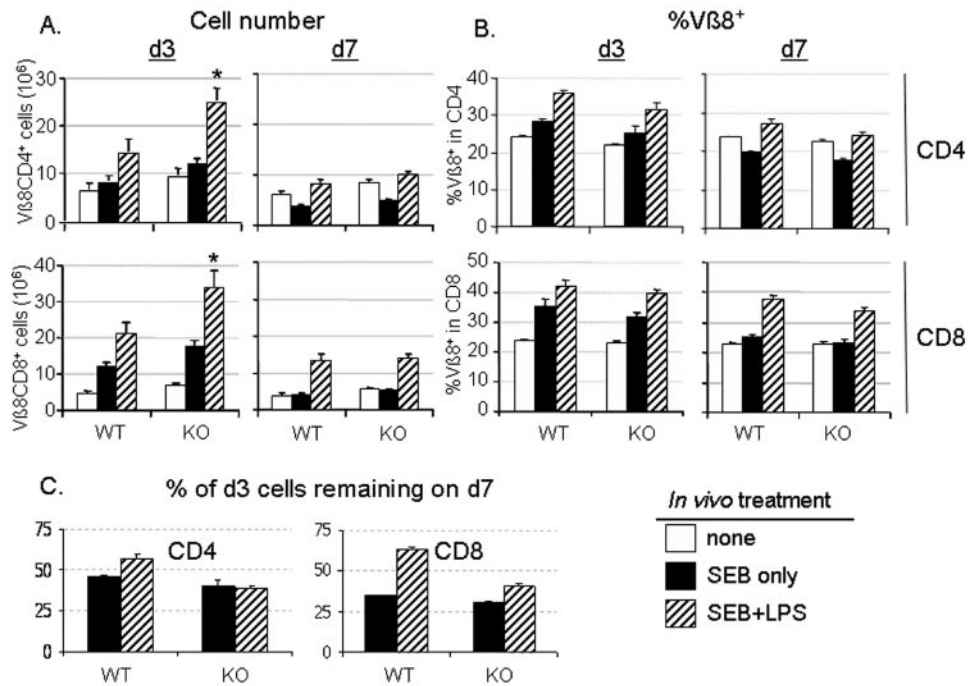 A.
Cell number
d3
d7
Vß8CD4⁺ cells (10⁶)
30
20
10
0
*
Vß8CD8⁺ cells (10⁶)
40
30
20
10
0
*
WT
KO
WT
KO
B.
%Vß8⁺
d3
d7
%Vß8⁺ in CD4
40
30
20
10
0
CD4
%Vß8⁺ in CD8
50
40
30
20
10
0
CD8
WT
KO
WT
KO
C.
% of d3 cells remaining on d7
75
50
25
0
CD4
WT
KO
75
50
25
0
CD8
WT
KO
In vivo treatment
none
SEB only
SEB+LPS